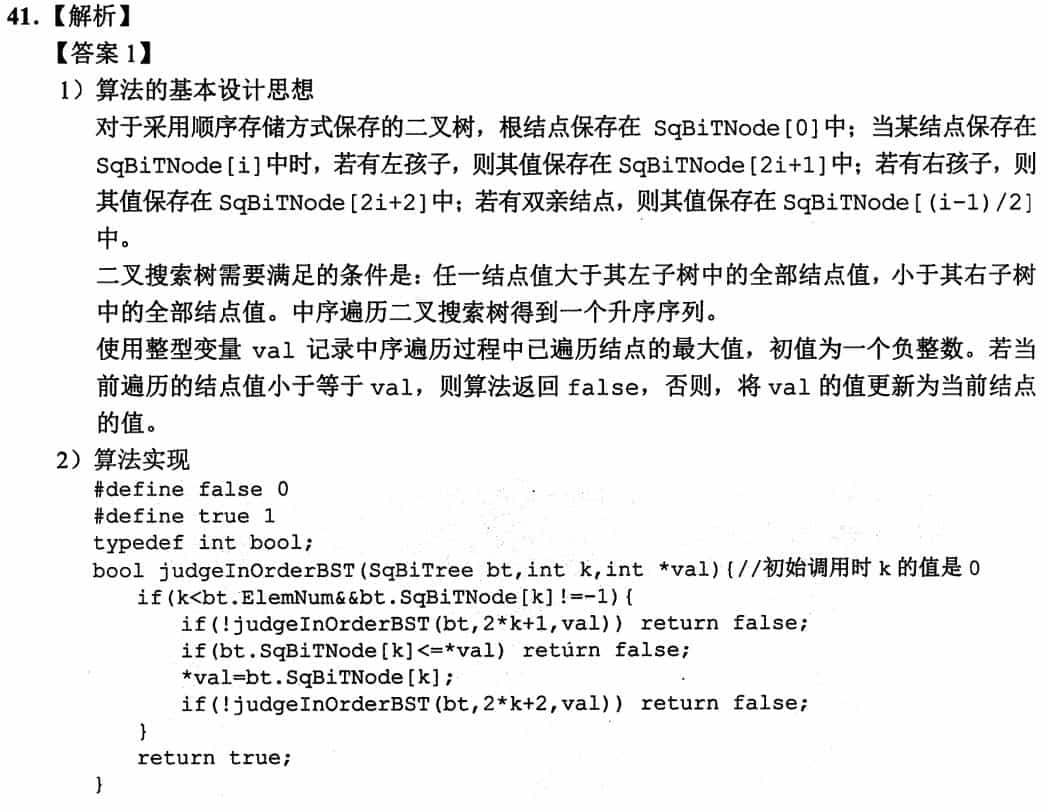 41.【解析】
【答案 1】
1）算法的基本设计思想
对于采用顺序存储方式保存的二叉树，根结点保存在 SqBiTNode[0]中；当某结点保存在
SqBiTNode[i]中时，若有左孩子，则其值保存在 SqBiTNode[2i+1]中；若有右孩子，则
其值保存在 SqBiTNode[2i+2]中；若有双亲结点，则其值保存在 SqBiTNode[(i-1)/2]
中。
二叉搜索树需要满足的条件是：任一结点值大于其左子树中的全部结点值，小于其右子树
中的全部结点值。中序遍历二叉搜索树得到一个升序序列。
使用整型变量 val 记录中序遍历过程中已遍历结点的最大值，初值为一个负整数。若当
前遍历的结点值小于等于 val，则算法返回 false，否则，将 val 的值更新为当前结点
的值。
2）算法实现
#define false 0
#define true 1
typedef int bool;
bool judgeInOrderBST(SqBiTree bt,int k,int *val){//初始调用时 k 的值是 0
if(k<bt.ElemNum&&bt.SqBiTNode[k]!=-1){
if(!judgeInOrderBST(bt,2*k+1,val)) return false;
if(bt.SqBiTNode[k]<=*val) return false;
*val=bt.SqBiTNode[k];
if(!judgeInOrderBST(bt,2*k+2,val)) return false;
}
return true;
}